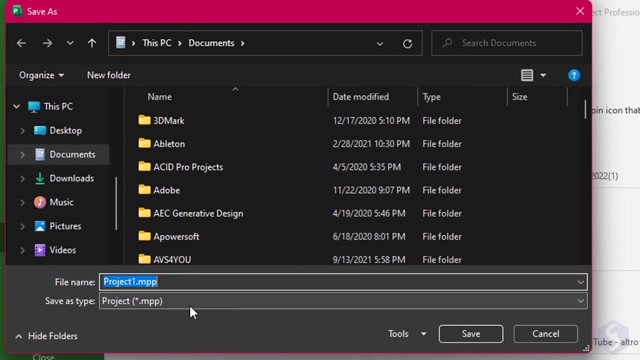 Save As
ject Professio
This PC > Documents >
Search Documents
Organize
New folder
?
This PC
Desktop
Documents
Downloads
Music
Pictures
Videos
Name
Date modified
Type
Size
3DMark
12/17/2020 5:10 PM
File folder
Ableton
2/28/2021 10:30 PM
File folder
ACID Pro Projects
4/5/2020 5:35 PM
File folder
Adobe
11/22/2020 9:07 PM
File folder
AEC Generative Design
4/19/2020 5:46 PM
File folder
Apowersoft
6/18/2020 8:01 PM
File folder
AVS4YOU
9/13/2021 5:58 PM
File folder
pin icon that
2022(1)
File name:
Project1.mpp
Save as type:
Project (*.mpp)
Hide Folders
Tools
Save
Cancel
Tube - altro
Close